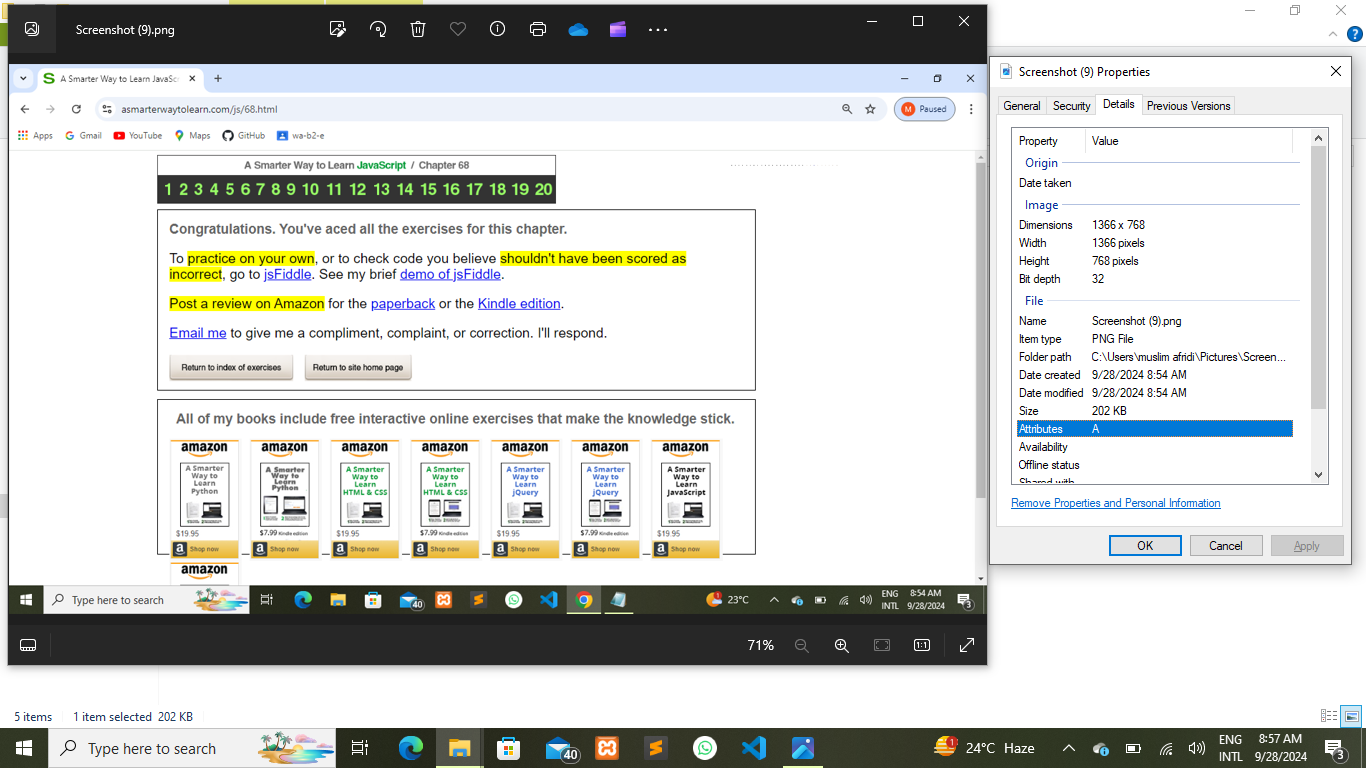 Screenshot (9).png
A Smarter Way to Learn JavaSc
asmarterwaytolearn.com/js/68.html
M Paused
Apps Gmail YouTube Maps GitHub wa-b2-e
A Smarter Way to Learn JavaScript / Chapter 68
1 2 3 4 5 6 7 8 9 10 11 12 13 14 15 16 17 18 19 20
Congratulations. You've aced all the exercises for this chapter.
To practice on your own, or to check code you believe shouldn't have been scored as
incorrect, go to jsFiddle. See my brief demo of jsFiddle.
Post a review on Amazon for the paperback or the Kindle edition.
Email me to give me a compliment, complaint, or correction. I'll respond.
Return to index of exercises Return to site home page
All of my books include free interactive online exercises that make the knowledge stick.
amazon amazon amazon amazon amazon amazon amazon
A Smarter A Smarter A Smarter A Smarter A Smarter A Smarter A Smarter
Way to Way to Way to Way to Way to Way to Way to
Learn Learn Learn Learn Learn Learn Learn
Python Python HTML & CSS HTML & CSS jQuery jQuery JavaScript
$19.95 $7.99 Kindle edition $19.95 $7.99 Kindle edition $19.95 $7.99 Kindle edition $19.95
a Shop now a Shop now a Shop now a Shop now a Shop now a Shop now a Shop now
amazon
Type here to search 40 1 23°C ENG 8:54 AM
INTL 9/28/2024 3
71% 1:1
Screenshot (9) Properties
General Security Details Previous Versions
Property Value
Origin
Date taken
Image
Dimensions 1366 x 768
Width 1366 pixels
Height 768 pixels
Bit depth 32
File
Name Screenshot (9).png
Item type PNG File
Folder path C:\Users\muslim afridi\Pictures\Screen...
Date created 9/28/2024 8:54 AM
Date modified 9/28/2024 8:54 AM
Size 202 KB
Attributes A
Availability
Offline status
Shared with
Remove Properties and Personal Information
OK Cancel Apply
5 items 1 item selected 202 KB
Type here to search 40 1 24°C Haze ENG 8:57 AM
INTL 9/28/2024 3